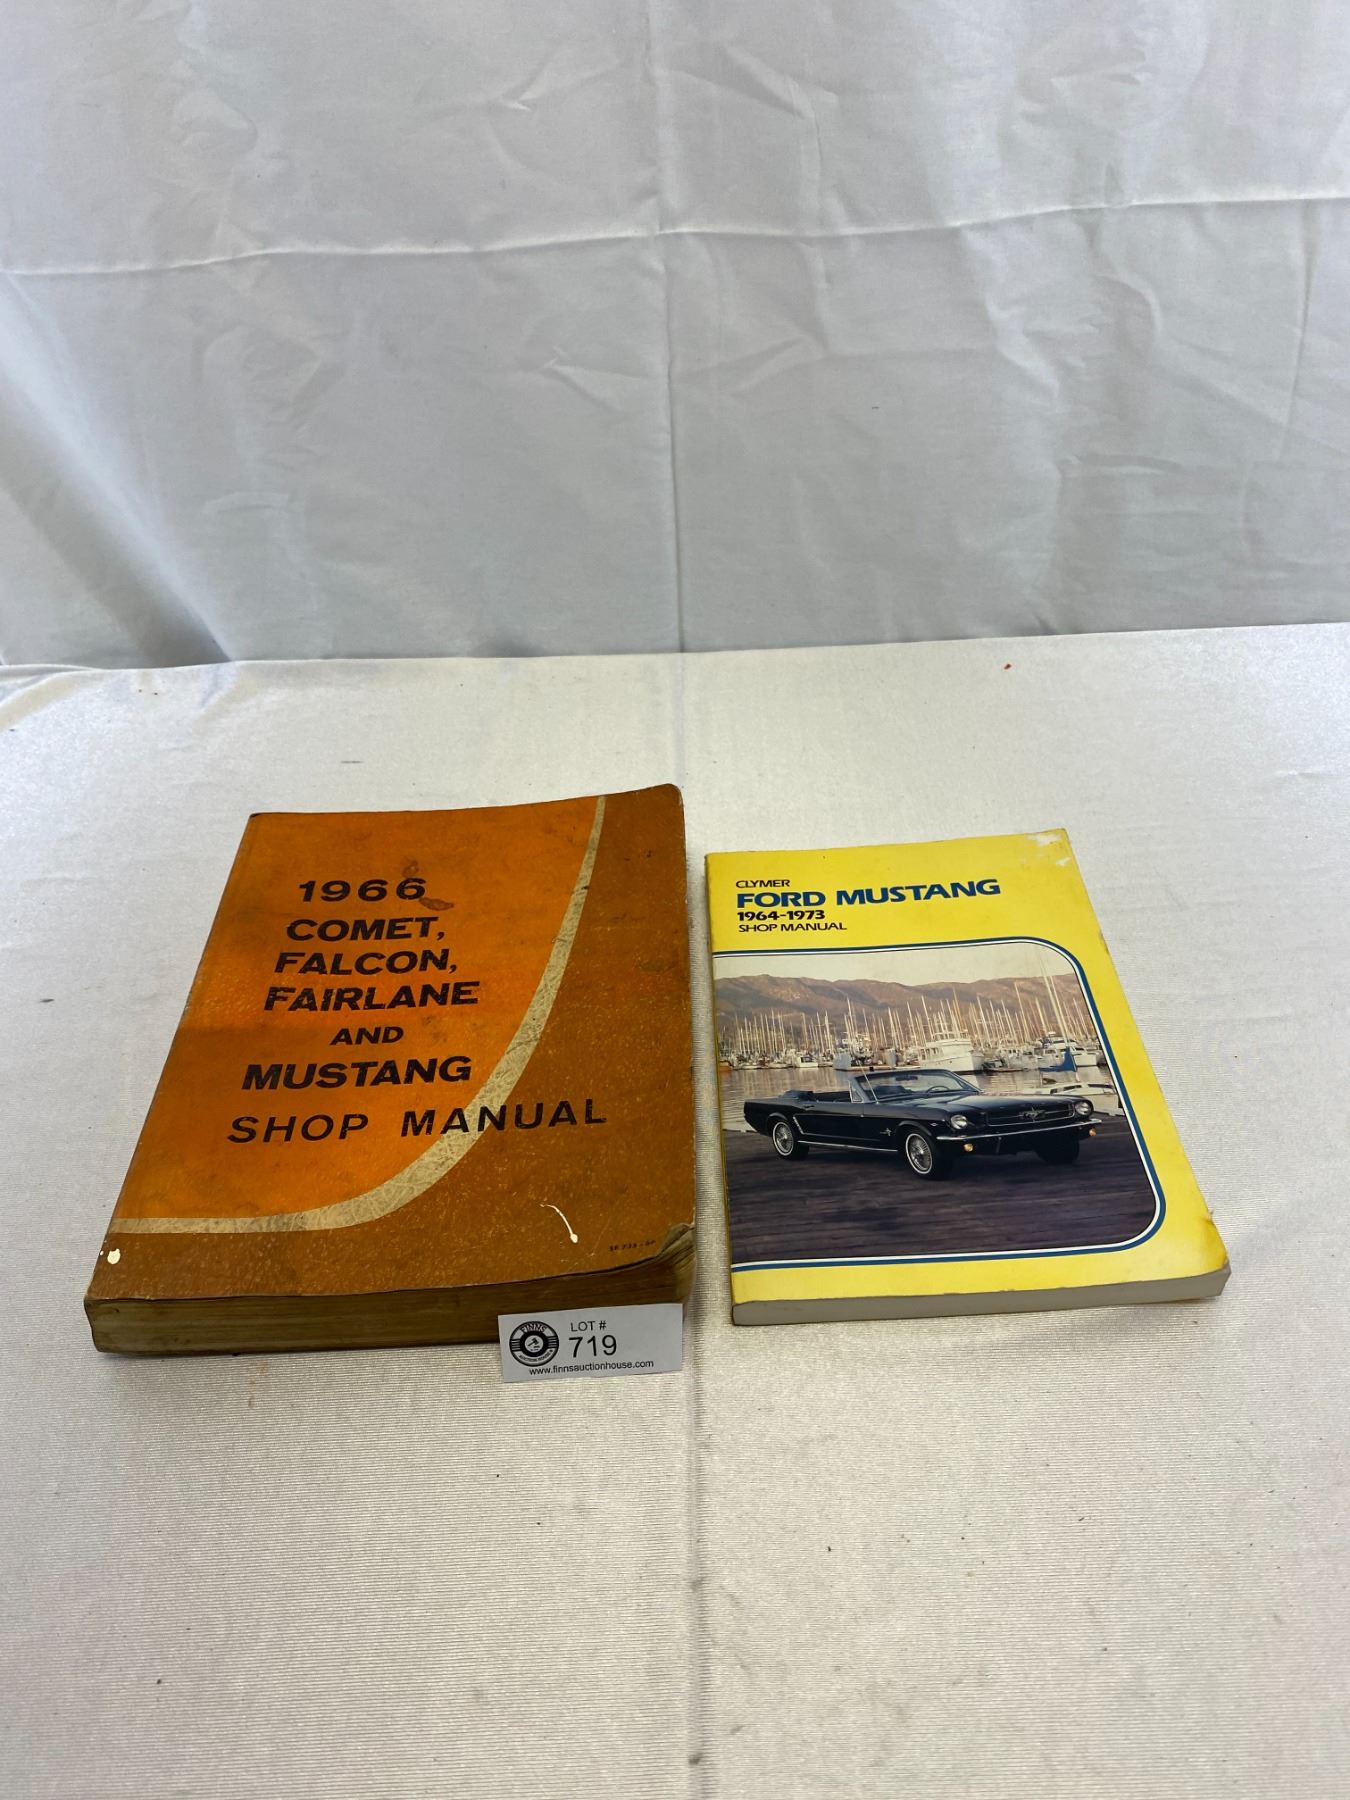 1966
COMET,
FALCON,
FAIRLANE
AND
MUSTANG
SHOP MANUAL
CLYMER
FORD MUSTANG
1964-1973
SHOP MANUAL
FINNS
LOT #
719
www.finnsauctionhouse.com